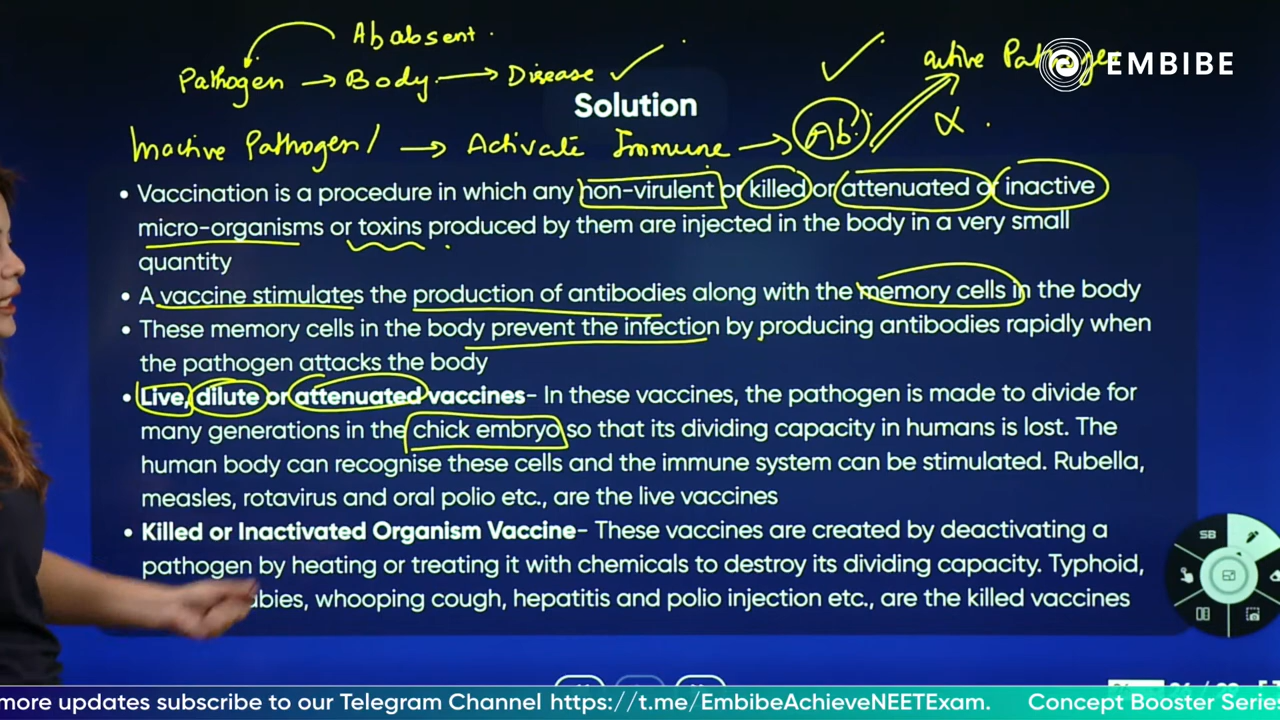 Ab absent.
Pathogen → Body → Disease ✓
active Pathogen
EMBIBE
Solution
Inactive Pathogen/ → Activate Immune → Ab.
• Vaccination is a procedure in which any non-virulent or killed or attenuated or inactive
micro-organisms or toxins produced by them are injected in the body in a very small
quantity
• A vaccine stimulates the production of antibodies along with the memory cells in the body
• These memory cells in the body prevent the infection by producing antibodies rapidly when
the pathogen attacks the body
• Live, dilute or attenuated vaccines- In these vaccines, the pathogen is made to divide for
many generations in the chick embryo so that its dividing capacity in humans is lost. The
human body can recognise these cells and the immune system can be stimulated. Rubella,
measles, rotavirus and oral polio etc., are the live vaccines
• Killed or Inactivated Organism Vaccine- These vaccines are created by deactivating a
pathogen by heating or treating it with chemicals to destroy its dividing capacity. Typhoid,
whooping cough, hepatitis and polio injection etc., are the killed vaccines
SB
more updates subscribe to our Telegram Channel https://t.me/EmbibeAchieveNEETExam. Concept Booster Series